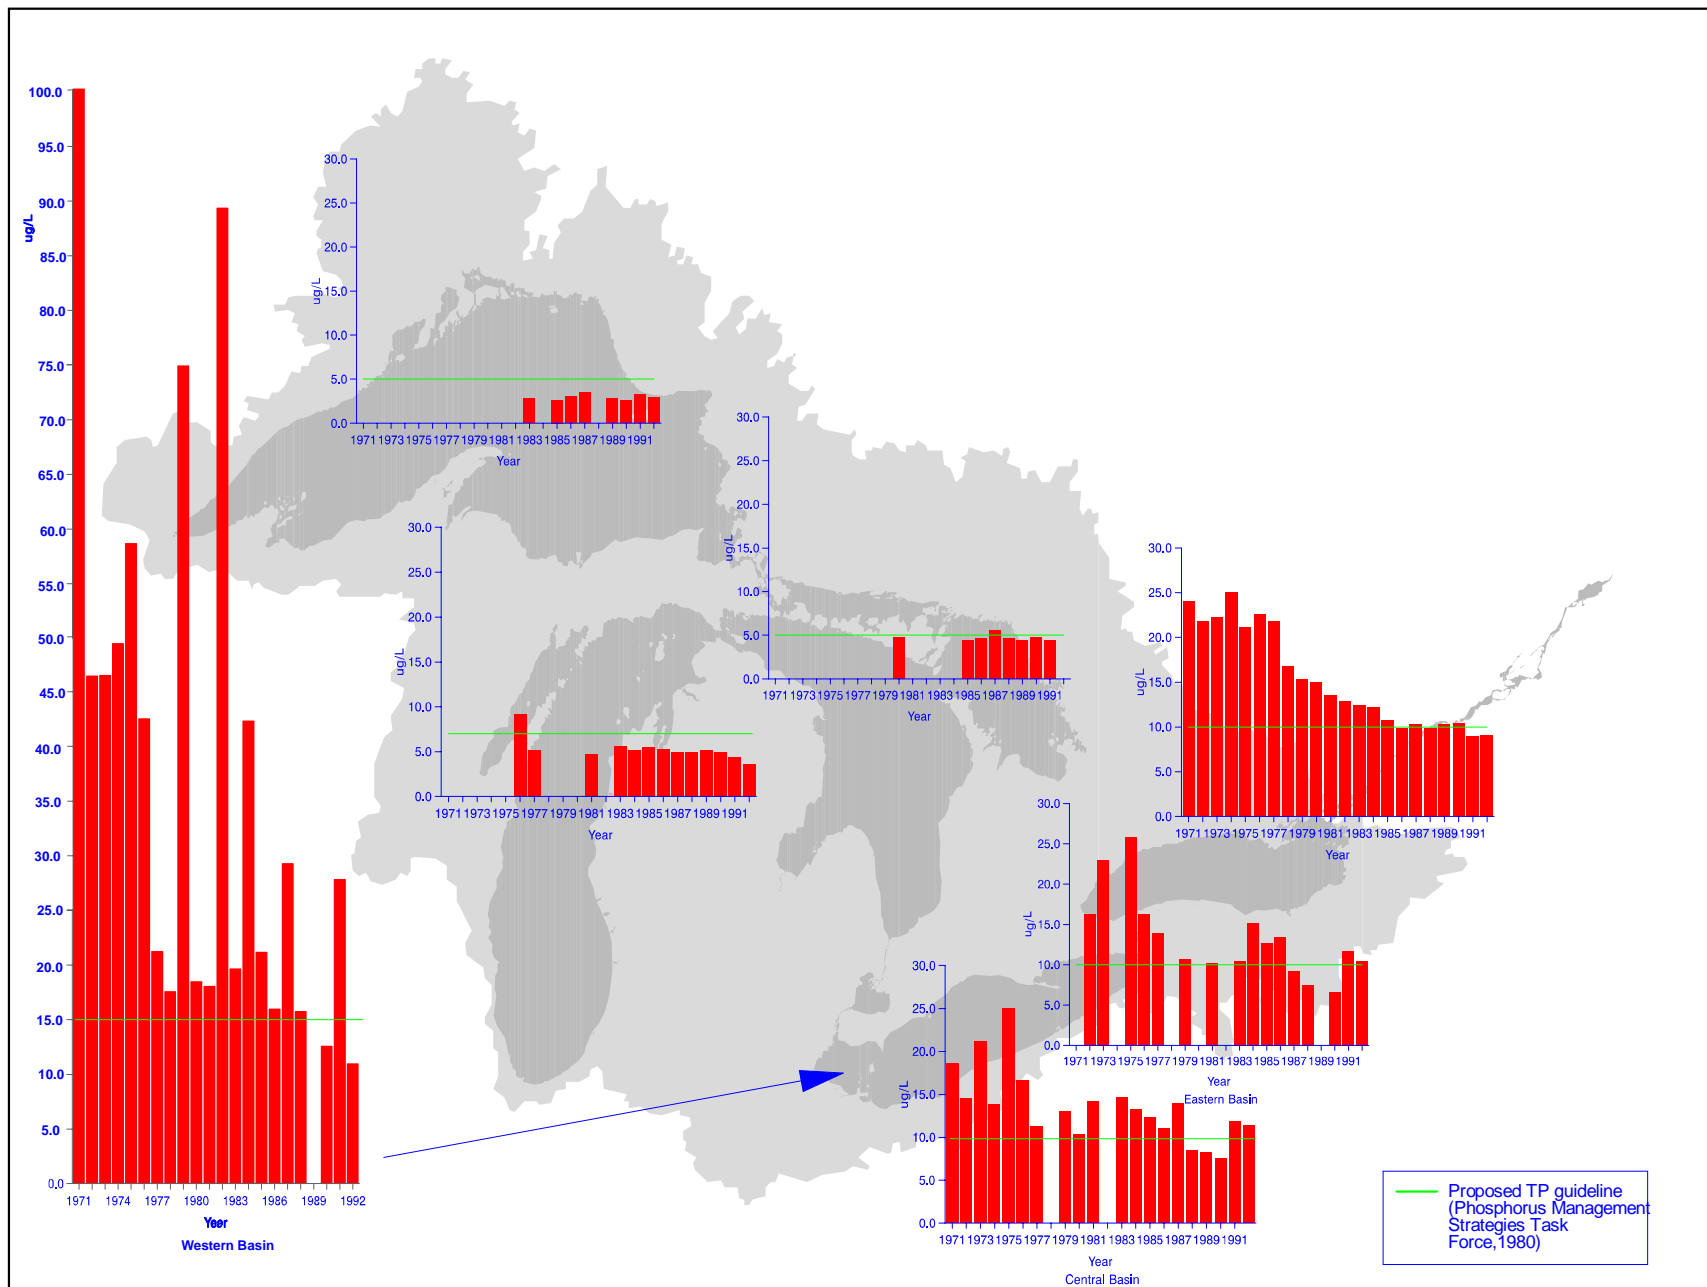 100.0
95.0
90.0
ug/L
85.0
80.0
75.0
70.0
65.0
60.0
55.0
50.0
45.0
40.0
35.0
30.0
25.0
20.0
15.0
10.0
5.0
0.0
1971 1974 1977 1980 1983 1986 1989 1992
Year
Western Basin
30.0
25.0
20.0
ug/L
15.0
10.0
5.0
0.0
1971 1973 1975 1977 1979 1981 1983 1985 1987 1989 1991
Year
30.0
25.0
20.0
ug/L
15.0
10.0
5.0
0.0
1971 1973 1975 1977 1979 1981 1983 1985 1987 1989 1991
Year
30.0
25.0
20.0
ug/L
15.0
10.0
5.0
0.0
1971 1973 1975 1977 1979 1981 1983 1985 1987 1989 1991
Year
30.0
25.0
20.0
ug/L
15.0
10.0
5.0
0.0
1971 1973 1975 1977 1979 1981 1983 1985 1987 1989 1991
Year
30.0
25.0
20.0
ug/L
15.0
10.0
5.0
0.0
1971 1973 1975 1977 1979 1981 1983 1985 1987 1989 1991
Year
Eastern Basin
30.0
25.0
20.0
ug/L
15.0
10.0
5.0
0.0
1971 1973 1975 1977 1979 1981 1983 1985 1987 1989 1991
Year
Central Basin
Proposed TP guideline
(Phosphorus Management
Strategies Task
Force,1980)